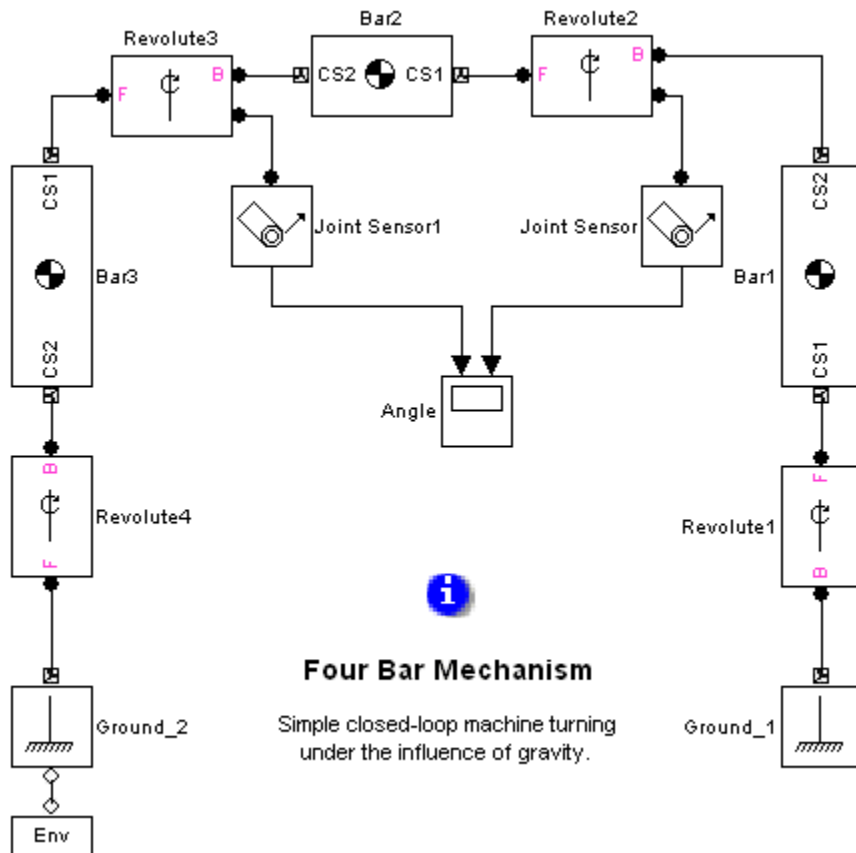 Bar2
Revolute2
Revolute3
B
CS2 CS1
F
B
F
CS1
CS2
Joint Sensor1
Joint Sensor
Bar3
Bar1
CS2
CS1
Angle
B
F
Revolute4
Revolute1
F
B
i
Four Bar Mechanism
Ground_2
Simple closed-loop machine turning
under the influence of gravity.
Ground_1
Env